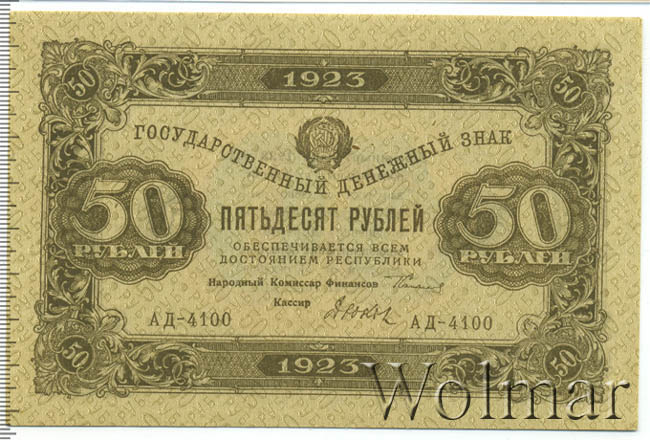 50 1923 50
ГОСУДАРСТВЕННЫЙ ДЕНЕЖНЫЙ ЗНАК
50 РУБЛЕЙ
50 РУБЛЕЙ
ПЯТЬДЕСЯТ РУБЛЕЙ
ОБЕСПЕЧИВАЕТСЯ ВСЕМ
ДОСТОЯНИЕМ РЕСПУБЛИКИ
Народный Комиссар Финансов
Кассир
АД-4100 АД-4100
50 1923 50
Wolmar